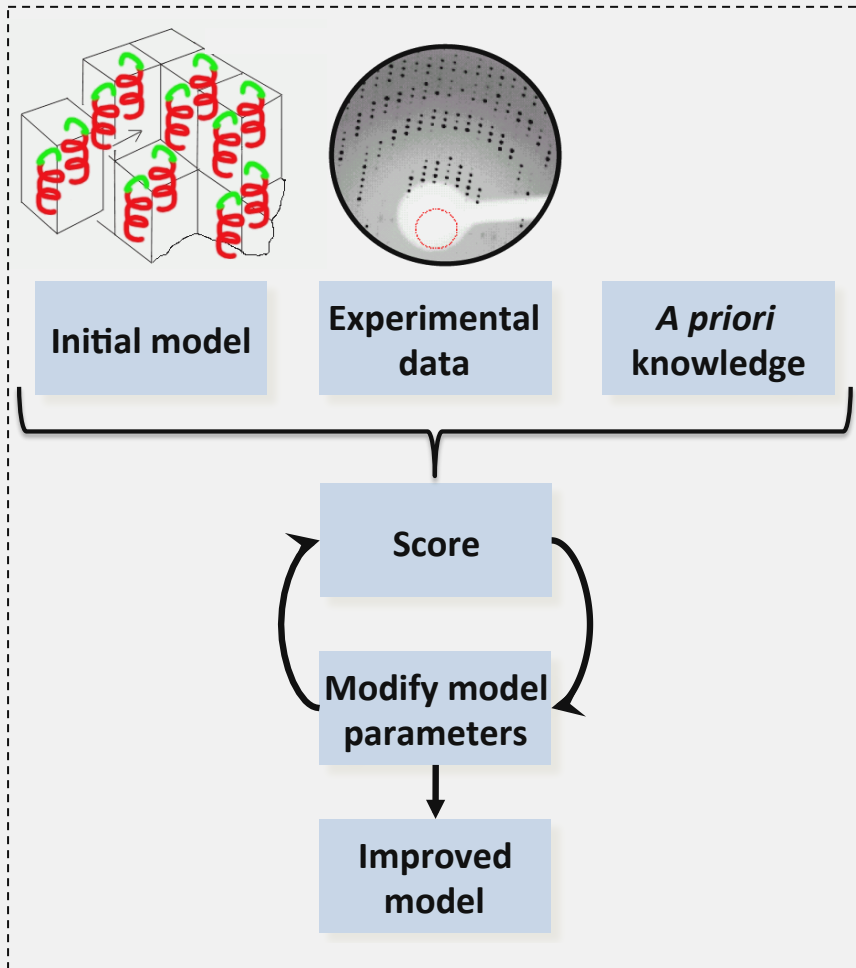 Initial model
Experimental
data
A priori
knowledge
Score
Modify model
parameters
Improved
model